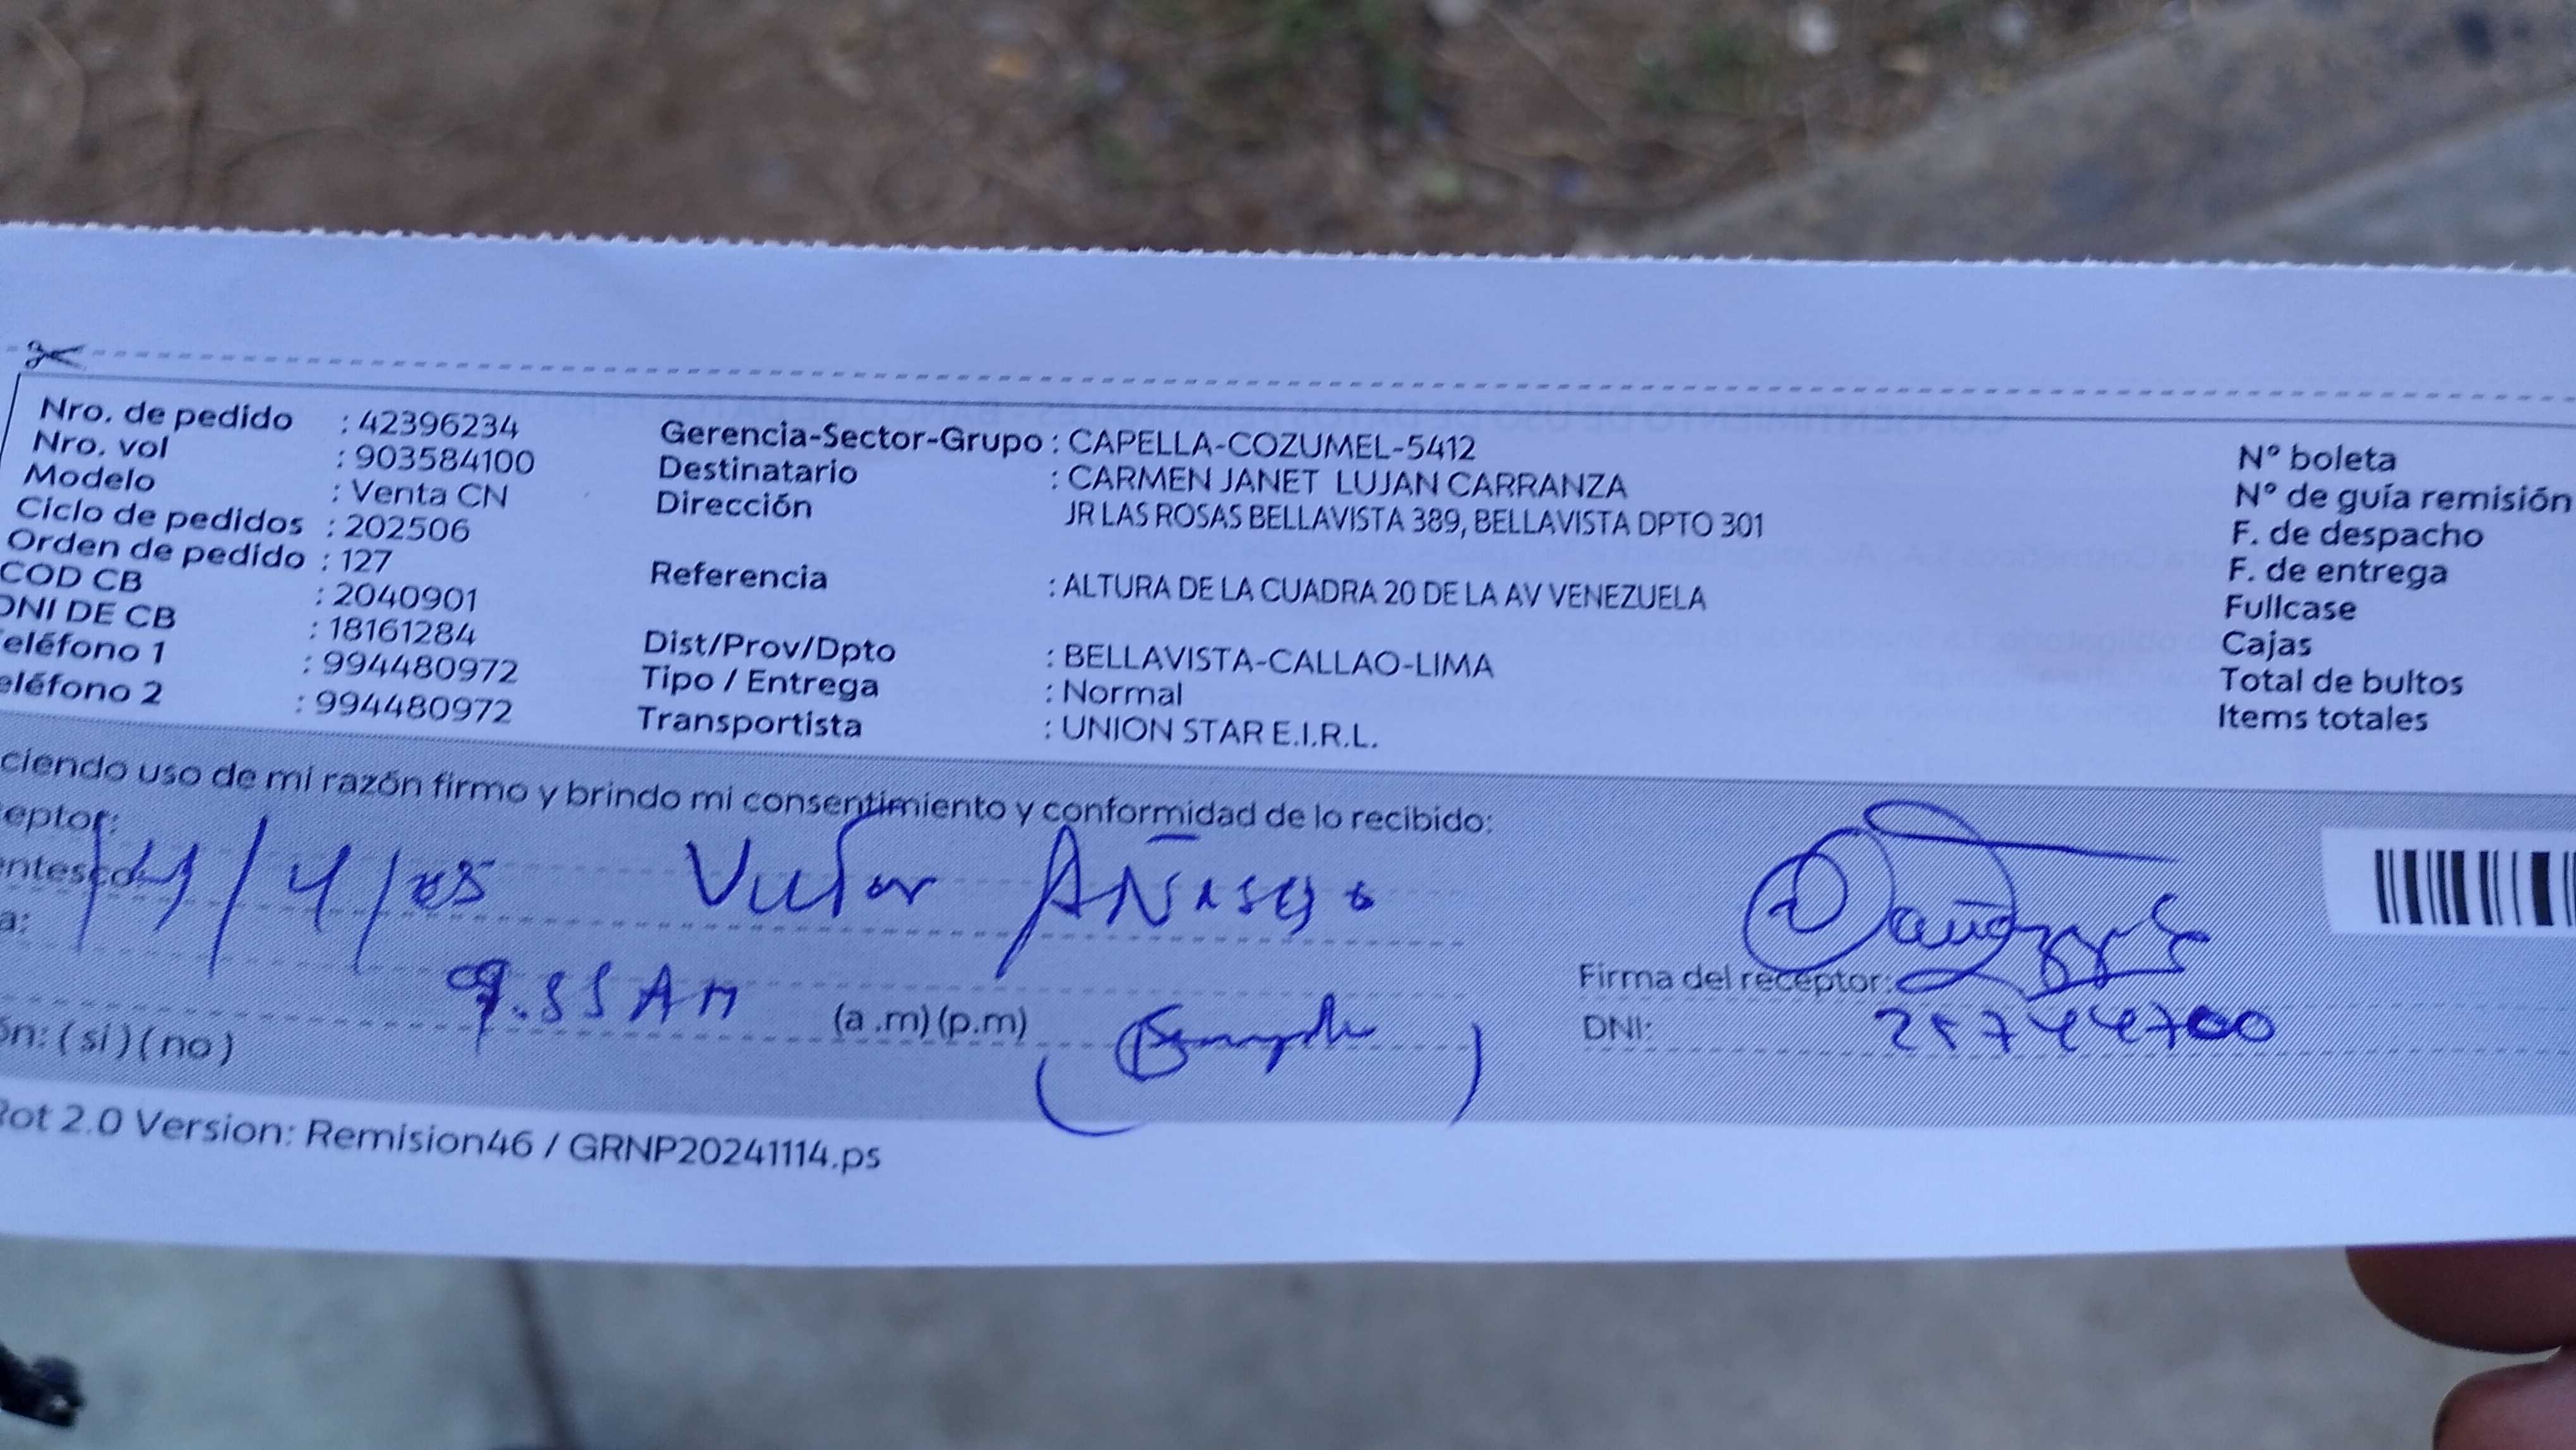 Nro. de pedido : 42396234
Nro. vol : 903584100
Modelo : Venta CN
Ciclo de pedidos : 202506
Orden de pedido : 127
COD CB : 2040901
DNI DE CB : 18161284
eléfono 1 : 994480972
eléfono 2 : 994480972
Gerencia-Sector-Grupo : CAPELLA-COZUMEL-5412
Destinatario : CARMEN JANET LUJAN CARRANZA
Dirección JR LAS ROSAS BELLAVISTA 389, BELLAVISTA DPTO 301
Referencia : ALTURA DE LA CUADRA 20 DE LA AV VENEZUELA
Dist/Prov/Dpto : BELLAVISTA-CALLAO-LIMA
Tipo / Entrega : Normal
Transportista : UNION STAR E.I.R.L.
N° boleta
N° de guía remisión
F. de despacho
F. de entrega
Fullcase
Cajas
Total de bultos
Items totales
ciendo uso de mi razón firmo y brindo mi consentimiento y conformidad de lo recibido:
eptor:
entesco:
a:
Victor
9.55 AM (a .m) (p.m)
ón: ( si ) ( no )
Firma del receptor:
DNI: 25744700
Rot 2.0 Version: Remision46 / GRNP20241114.ps